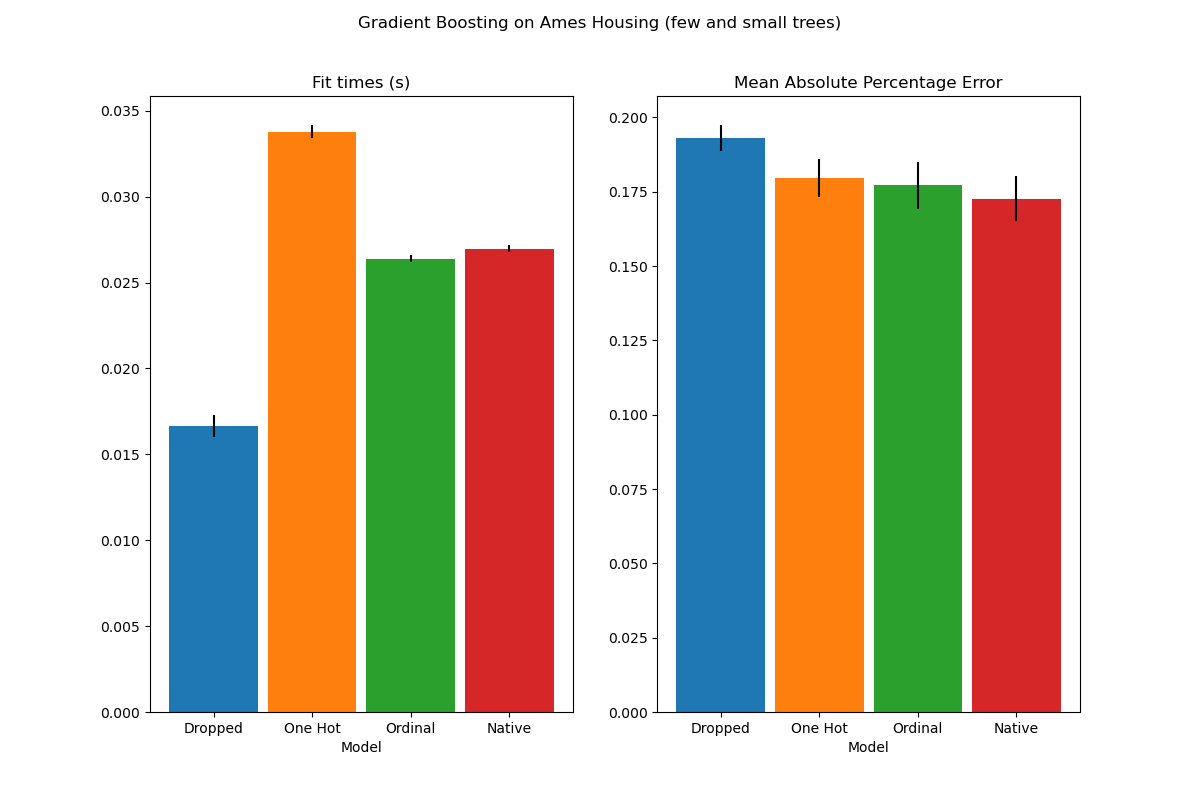 Gradient Boosting on Ames Housing (few and small trees)
Fit times (s)
0.035
0.030
0.025
0.020
0.015
0.010
0.005
0.000
Dropped One Hot Ordinal Native
Model
Mean Absolute Percentage Error
0.200
0.175
0.150
0.125
0.100
0.075
0.050
0.025
0.000
Dropped One Hot Ordinal Native
Model